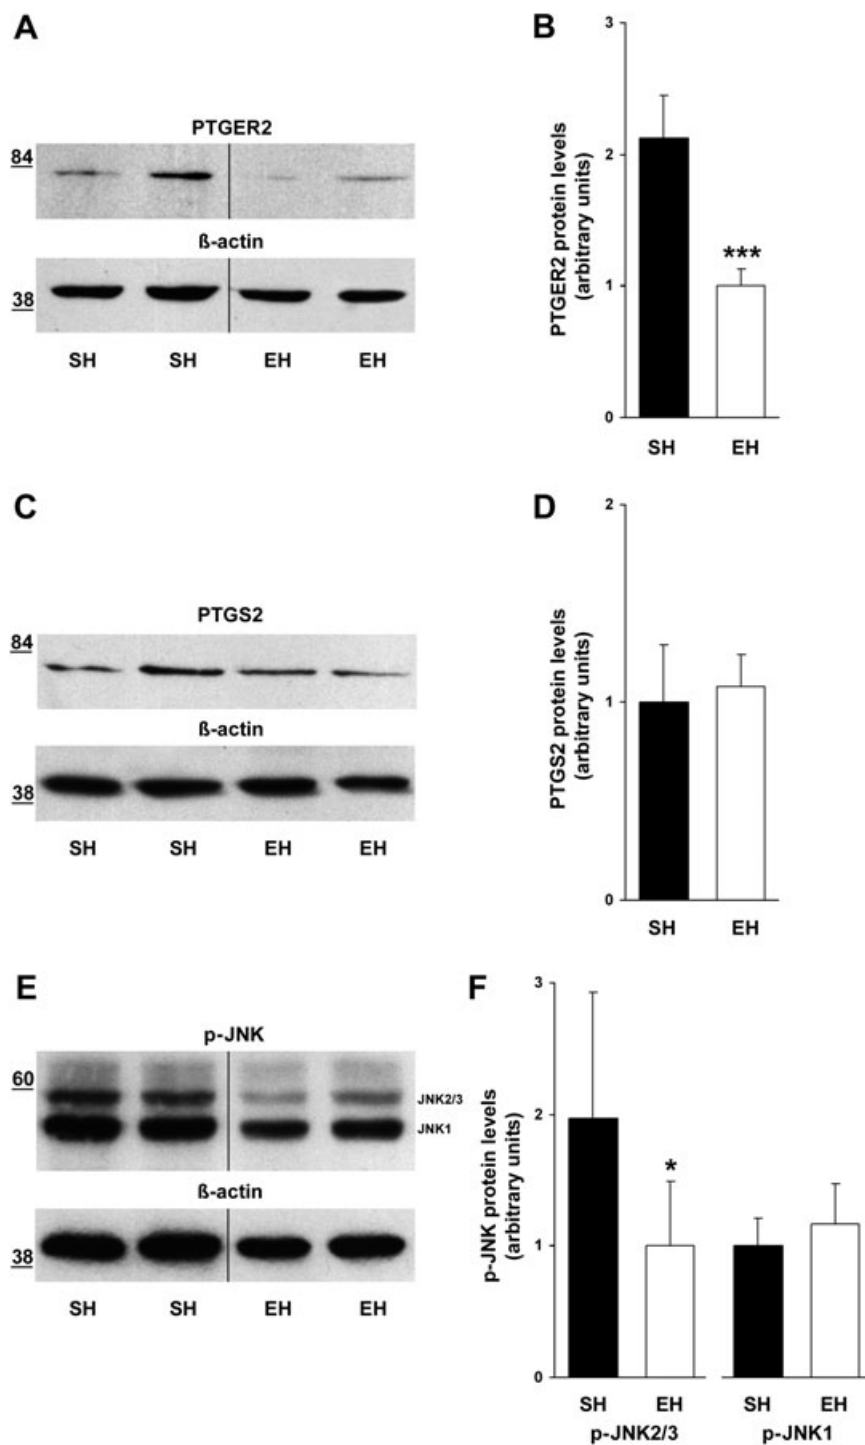 A
PTGER2
84
ß-actin
38
SH SH EH EH
B
PTGER2 protein levels
(arbitrary units)
3
2
1
0
***
SH EH
C
PTGS2
84
ß-actin
38
SH SH EH EH
D
PTGS2 protein levels
(arbitrary units)
2
1
0
SH EH
E
p-JNK
60
JNK2/3
JNK1
ß-actin
38
SH SH EH EH
F
p-JNK protein levels
(arbitrary units)
3
2
1
0
*
SH EH SH EH
p-JNK2/3 p-JNK1